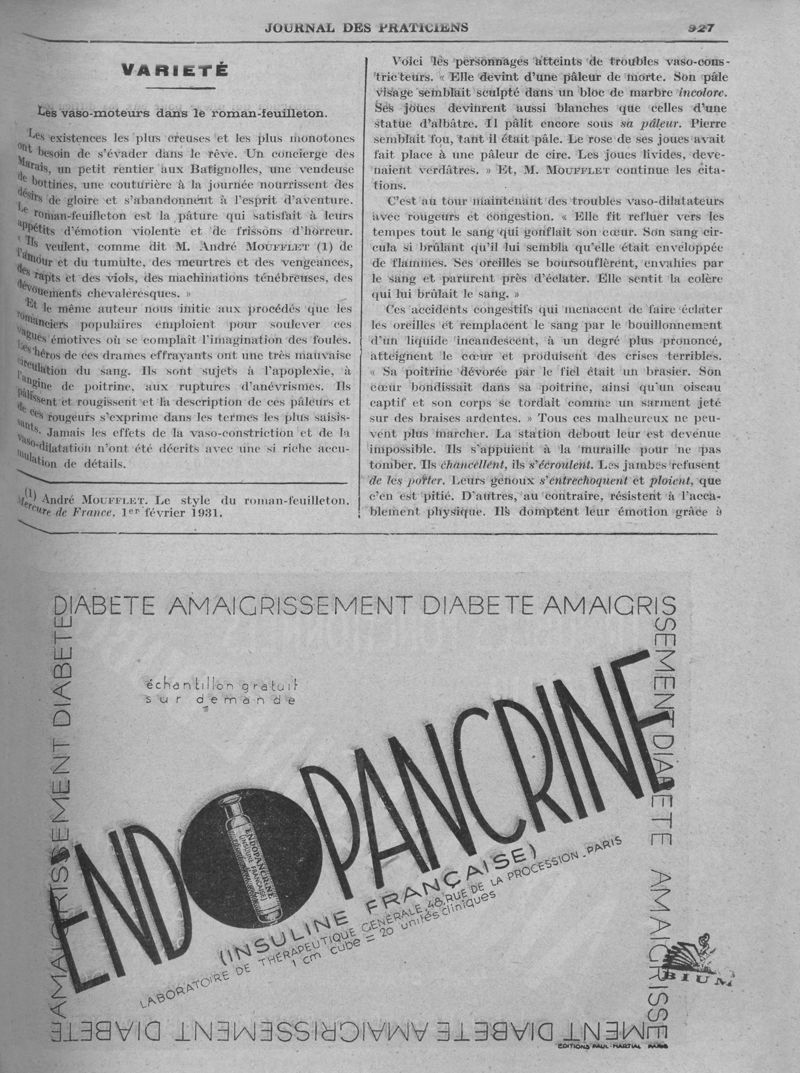 JOURNAL DES PRATICIENS
927
VARIETÉ
Les vaso-moteurs dans le roman-feuilleton.
Les existences les plus creuses et les plus monotones
ont besoin de s'évader dans le rêve. Un concierge des
Marais, un petit rentier aux Batignolles, une vendeuse
de bottines, une couturière à la journée nourrissent des
désirs de gloire et s'abandonnent à l'esprit d'aventure.
Le roman-feuilleton est la pâture qui satisfait à leurs
appétits d'émotion violente et de frissons d'horreur.
« Ils veulent, comme dit M. André MOUFFLET (1) de
l'amour et du tumulte, des meurtres et des vengeances,
des rapts et des viols, des machinations ténébreuses, des
dévouements chevaleresques. »
Et le même auteur nous initie aux procédés que les
romanciers populaires emploient pour soulever ces
vagues émotives où se complait l'imagination des foules.
Les héros de ces drames effrayants ont une très mauvaise
circulation du sang. Ils sont sujets à l'apoplexie, à
l'angine de poitrine, aux ruptures d'anévrismes. Ils
pâlissent et rougissent et la description de ces pâleurs et
de ces rougeurs s'exprime dans les termes les plus saisis-
sants. Jamais les effets de la vaso-constriction et de la
vaso-dilatation n'ont été décrits avec une si riche accu-
mulation de détails.
(1) André MOUFFLET. Le style du roman-feuilleton.
Mercure de France. 1er février 1931.
Voici les personnages atteints de troubles vaso-cons-
tricteurs. « Elle devint d'une pâleur de morte. Son pâle
visage semblait sculpté dans un bloc de marbre incolore.
Ses joues devinrent aussi blanches que celles d'une
statue d'albâtre. Il pâlit encore sous sa pâleur. Pierre
semblait fou, tant il était pâle. Le rose de ses joues avait
fait place à une pâleur de cire. Les joues livides, deve-
naient verdâtres. » Et, M. MOUFFLET continue les cita-
tions.
C'est au tour maintenant des troubles vaso-dilatateurs
avec rougeurs et congestion. « Elle fit refluer vers les
tempes tout le sang qui gonflait son cœur. Son sang cir-
cula si brûlant qu'il lui sembla qu'elle était enveloppée
de flammes. Ses oreilles se boursouflèrent, envahies par
le sang et parurent près d'éclater. Elle sentit la colère
qui lui brûlait le sang. »
Ces accidents congestifs qui menacent de faire éclater
les oreilles et remplacent le sang par le bouillonnement
d'un liquide incandescent, à un degré plus prononcé,
atteignent le cœur et produisent des crises terribles.
« Sa poitrine dévorée par le fiel était un brasier. Son
cœur bondissait dans sa poitrine, ainsi qu'un oiseau
captif et son corps se tordait comme un sarment jeté
sur des braises ardentes. » Tous ces malheureux ne peu-
vent plus marcher. La station debout leur est devenue
impossible. Ils s'appuient à la muraille pour ne pas
tomber. Ils chancellent, ils s'écroulent. Les jambes refusent
de les porter. Leurs genoux s'entrechoquent et ploient, que
c'en est pitié. D'autres, au contraire, résistent à l'acca-
blement physique. Ils domptent leur émotion grâce à
DIABETE AMAIGRISSEMENT DIABETE AMAIGRIS
SEMENT DIABETE AMAIGRISSE
MENT DIABETE AMAIGRISSEMENT DIABETE
AMAIGRISSEMENT DIABETE
échantillon gratuit
sur demande
ENDOPANCRINE
ENDOPANCRINE
(INSULINE FRANÇAISE)
(INSULINE FRANÇAISE)
LABORATOIRE DE THÉRAPEUTIQUE GÉNÉRALE 48, RUE DE LA PROCESSION - PARIS
1 cm cube = 20 unités cliniques
BIUM
EDITIONS PAUL-MARTIAL PARIS